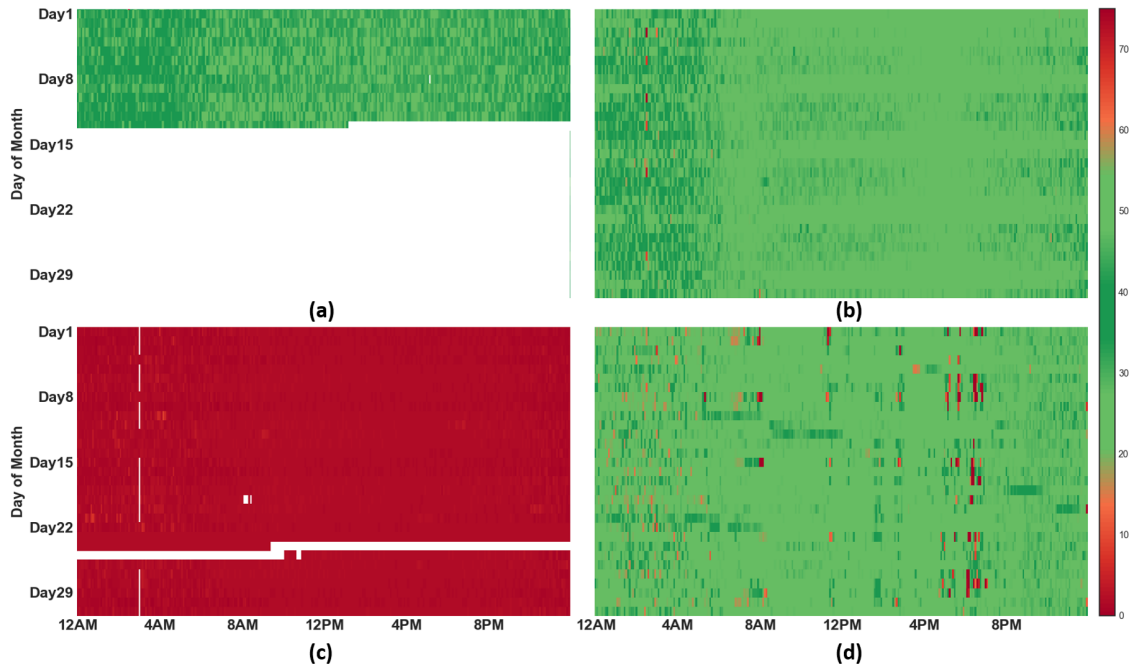 Day1
Day8
Day15
Day22
Day29
Day of Month
(a)
(b)
70
60
50
40
30
20
10
0
Day1
Day8
Day15
Day22
Day29
Day of Month
12AM 4AM 8AM 12PM 4PM 8PM
12AM 4AM 8AM 12PM 4PM 8PM
(c)
(d)